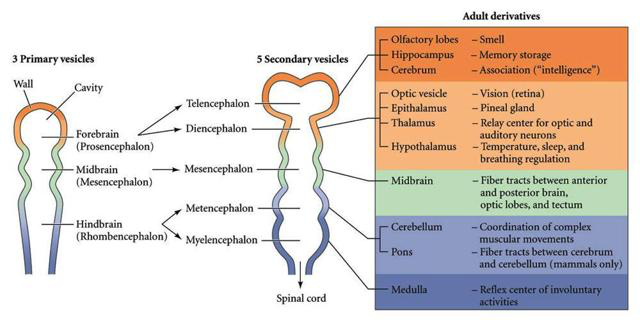 Adult derivatives
3 Primary vesicles
5 Secondary vesicles
Wall
Cavity
Forebrain
(Prosencephalon)
Midbrain
(Mesencephalon)
Hindbrain
(Rhombencephalon)
Telencephalon
Diencephalon
Mesencephalon
Metencephalon
Myelencephalon
Spinal cord
Olfactory lobes – Smell
Hippocampus – Memory storage
Cerebrum – Association (“intelligence”)
Optic vesicle – Vision (retina)
Epithalamus – Pineal gland
Thalamus – Relay center for optic and
auditory neurons
Hypothalamus – Temperature, sleep, and
breathing regulation
Midbrain – Fiber tracts between anterior
and posterior brain,
optic lobes, and tectum
Cerebellum – Coordination of complex
muscular movements
Pons – Fiber tracts between cerebrum
and cerebellum (mammals only)
Medulla – Reflex center of involuntary
activities